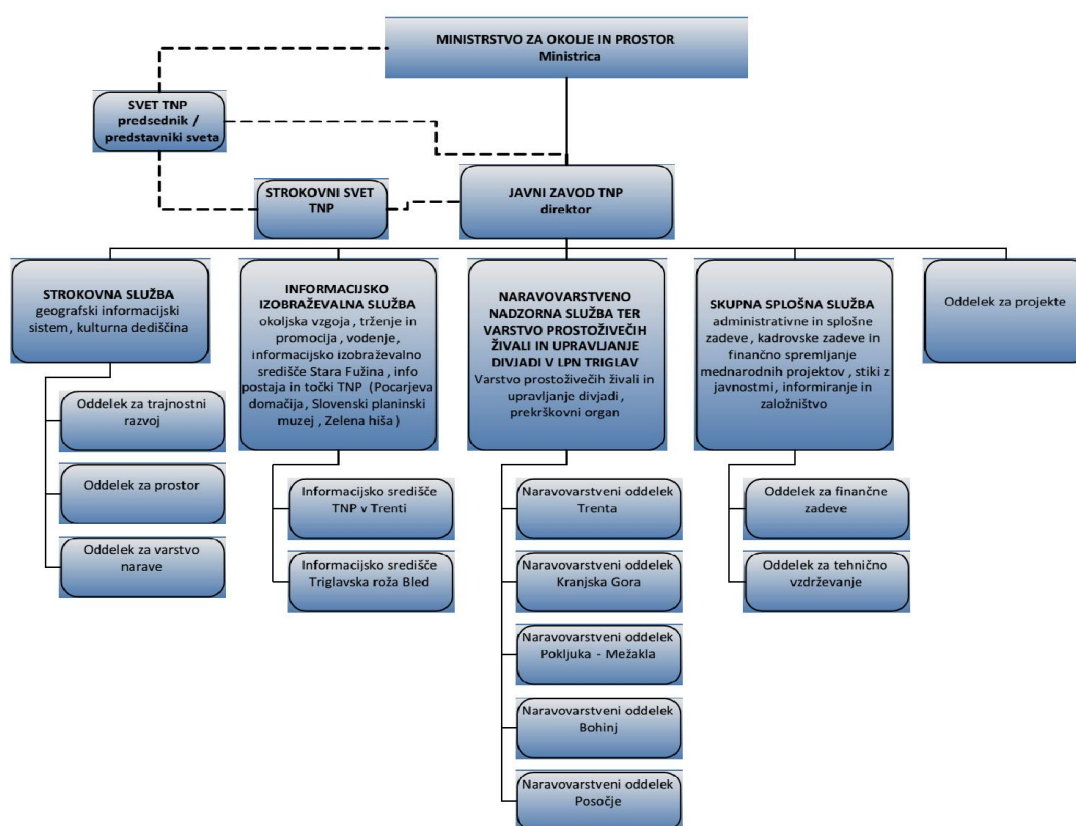 MINISTRSTVO ZA OKOLJE IN PROSTOR
Ministrica
SVET TNP
predsednik /
predstavniki sveta
STROKOVNI SVET
TNP
JAVNI ZAVOD TNP
direktor
STROKOVNA SLUŽBA
geografski informacijski
sistem , kulturna dediščina
Oddelek za trajnostni
razvoj
Oddelek za prostor
Oddelek za varstvo
narave
INFORMACIJSKO
IZOBRAŽEVALNA SLUŽBA
okoljska vzgoja , trženje in
promocija , vodenje,
informacijsko izobraževalno
središče Stara Fužina , info
postaja in točki TNP (Pocarjeva
domačija , Slovenski planinski
muzej , Zelena hiša )
Informacijsko središče
TNP v Trenti
Informacijsko središče
Triglavska roža Bled
NARAVOVARSTVENO
NADZORNA SLUŽBA TER
VARSTVO PROSTOŽIVEČIH
ŽIVALI IN UPRAVLJANJE
DIVJADI V LPN TRIGLAV
Varstvo prostoživečih živali in
upravljanje divjadi ,
prekrškovni organ
Naravovarstveni oddelek
Trenta
Naravovarstveni oddelek
Kranjska Gora
Naravovarstveni oddelek
Pokljuka - Mežakla
Naravovarstveni oddelek
Bohinj
Naravovarstveni oddelek
Posočje
SKUPNA SPLOŠNA SLUŽBA
administrativne in splošne
zadeve , kadrovske zadeve in
finančno spremljanje
mednarodnih projektov , stiki z
javnostmi , informiranje in
založništvo
Oddelek za finančne
zadeve
Oddelek za tehnično
vzdrževanje
Oddelek za projekte